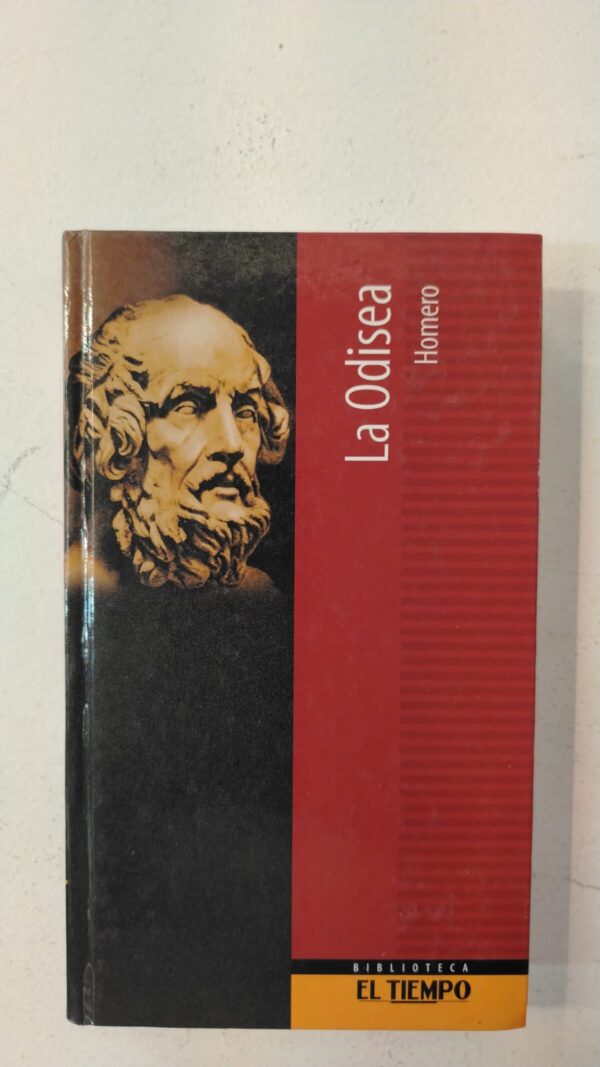 La Odisea
Homero
BIBLIOTECA
EL TIEMPO